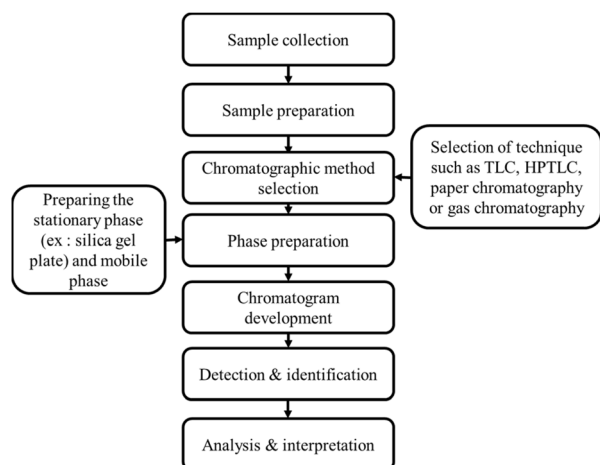 Sample collection
Sample preparation
Chromatographic method
selection
Selection of technique
such as TLC, HPTLC,
paper chromatography
or gas chromatography
Preparing the
stationary phase
(ex : silica gel
plate) and mobile
phase
Phase preparation
Chromatogram
development
Detection & identification
Analysis & interpretation